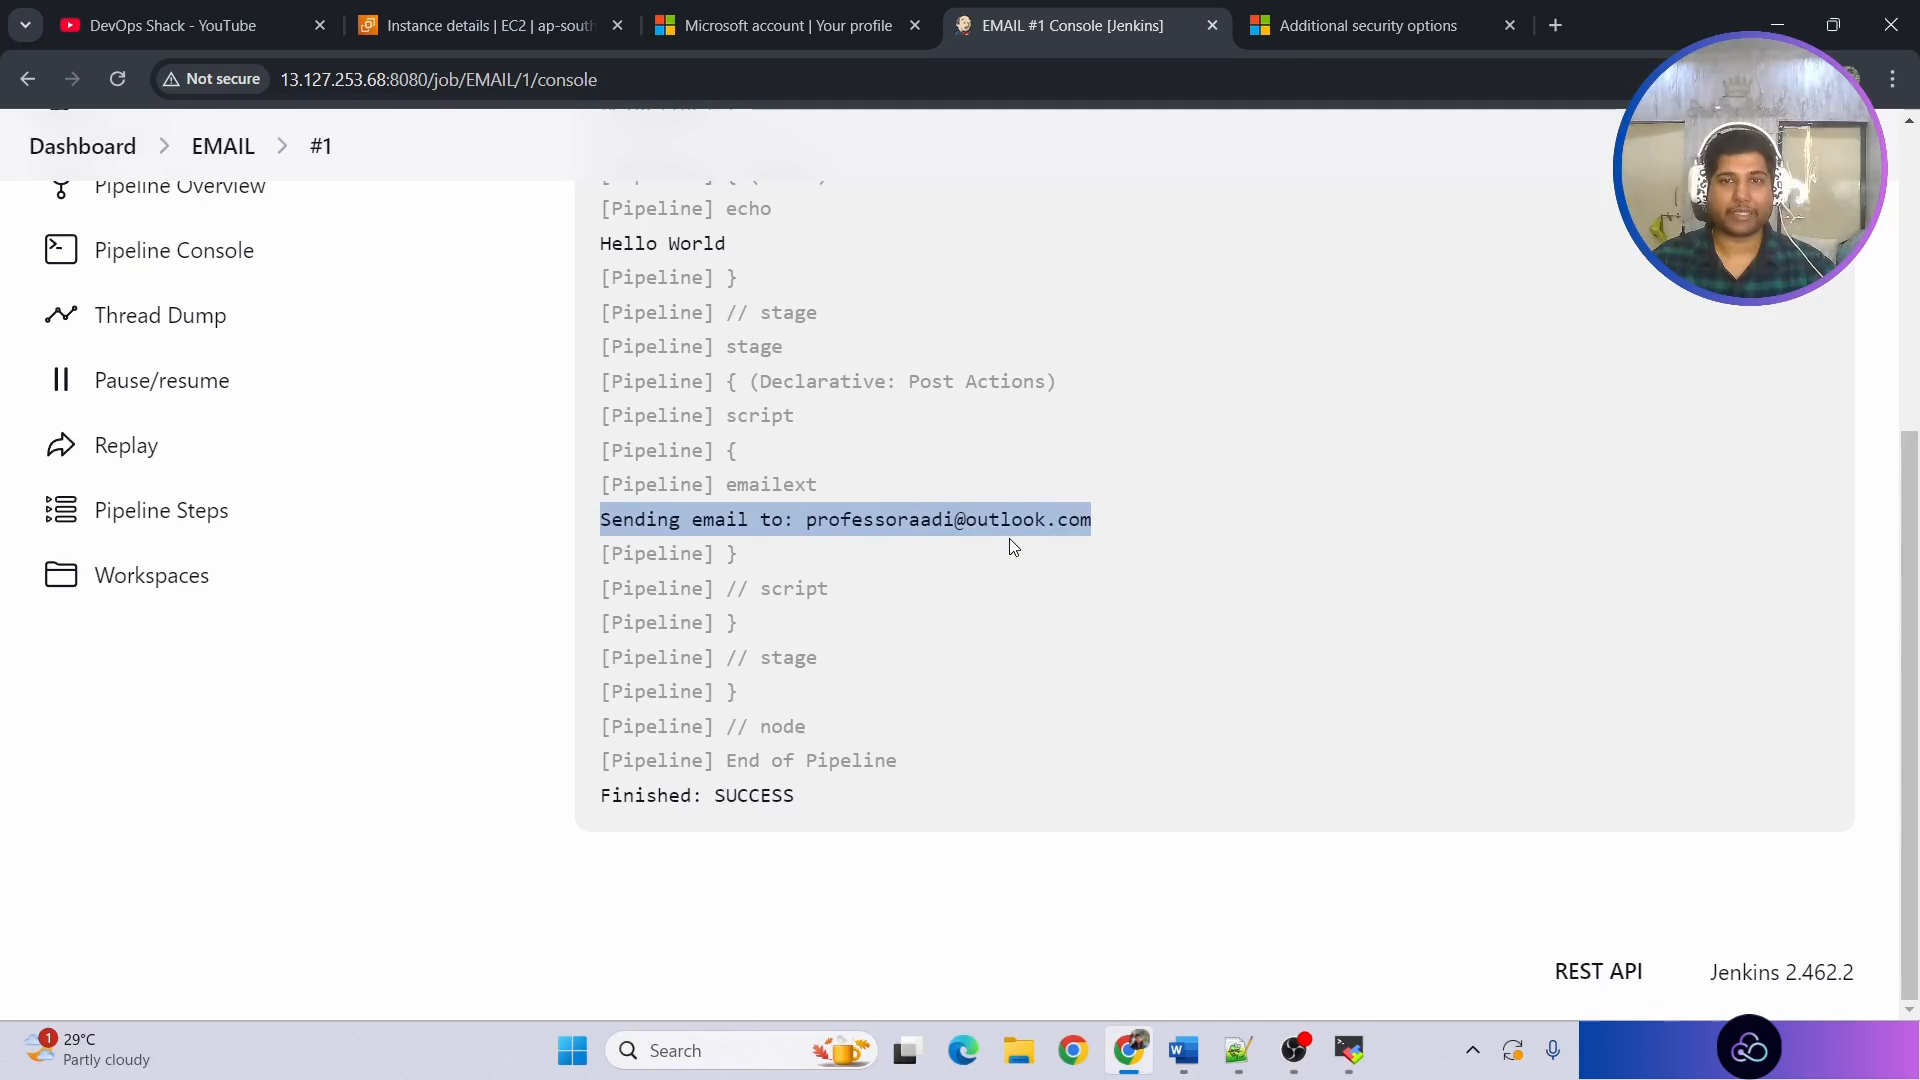 DevOps Shack - YouTube
Instance details | EC2 | ap-south
Microsoft account | Your profile
EMAIL #1 Console [Jenkins]
Additional security options
Not secure
13.127.253.68:8080/job/EMAIL/1/console
Dashboard
EMAIL
#1
Pipeline Overview
Pipeline Console
Thread Dump
Pause/resume
Replay
Pipeline Steps
Workspaces
[Pipeline] echo
Hello World
[Pipeline] }
[Pipeline] // stage
[Pipeline] stage
[Pipeline] { (Declarative: Post Actions)
[Pipeline] script
[Pipeline] {
[Pipeline] emailext
Sending email to: professoraadi@outlook.com
[Pipeline] }
[Pipeline] // script
[Pipeline] }
[Pipeline] // stage
[Pipeline] }
[Pipeline] // node
[Pipeline] End of Pipeline
Finished: SUCCESS
REST API
Jenkins 2.462.2
1
29°C
Partly cloudy
Search